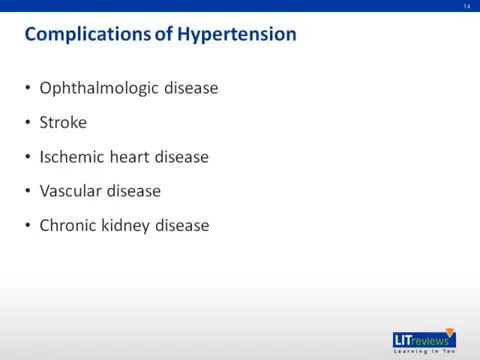 14
Complications of Hypertension
• Ophthalmologic disease
• Stroke
• Ischemic heart disease
• Vascular disease
• Chronic kidney disease
LITreviews
Learning in Ten